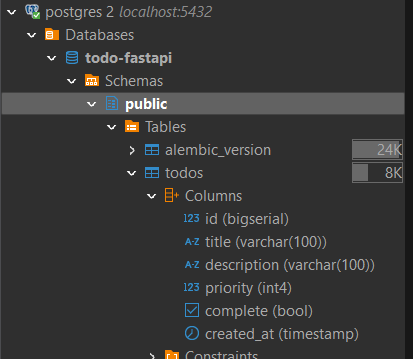 postgres 2 localhost:5432
Databases
todo-fastapi
Schemas
public
Tables
alembic_version 24K
todos 8K
Columns
123 id (bigserial)
A-Z title (varchar(100))
A-Z description (varchar(100))
123 priority (int4)
complete (bool)
created_at (timestamp)
Constraints